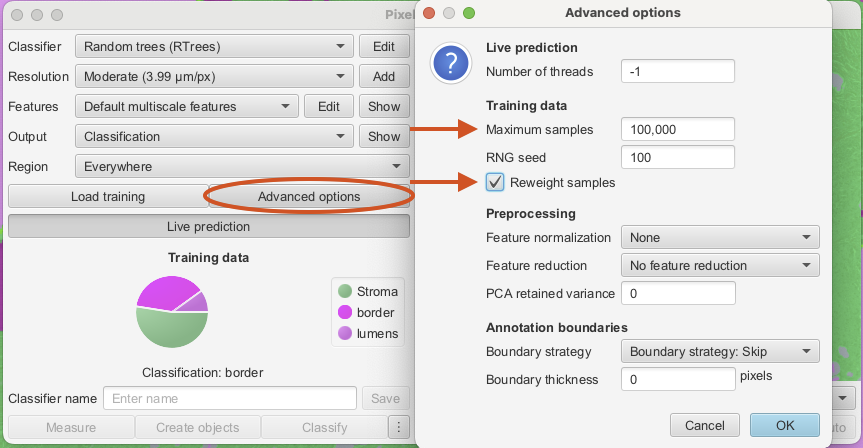 Pixel
Classifier Random trees (RTrees) Edit
Resolution Moderate (3.99 µm/px) Add
Features Default multiscale features Edit Show
Output Classification Show
Region Everywhere
Load training Advanced options
Live prediction
Training data
Stroma
border
lumens
Classification: border
Classifier name Enter name Save
Measure Create objects Classify ⋮
Advanced options
Live prediction
Number of threads -1
Training data
Maximum samples 100,000
RNG seed 100
Reweight samples
Preprocessing
Feature normalization None
Feature reduction No feature reduction
PCA retained variance 0
Annotation boundaries
Boundary strategy Boundary strategy: Skip
Boundary thickness 0 pixels
Cancel OK